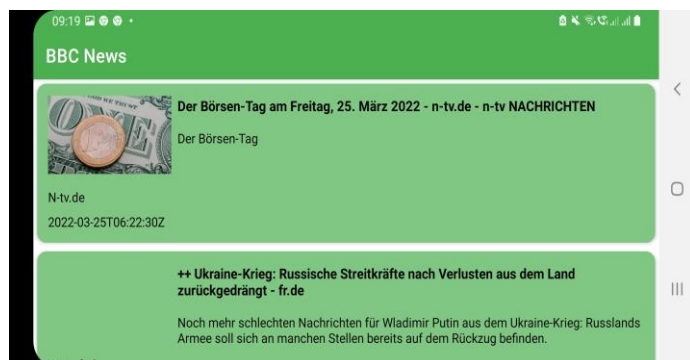 09:19
BBC News
WE TRVST
ONE
Der Börsen-Tag am Freitag, 25. März 2022 - n-tv.de - n-tv NACHRICHTEN
Der Börsen-Tag
N-tv.de
2022-03-25T06:22:30Z
++ Ukraine-Krieg: Russische Streitkräfte nach Verlusten aus dem Land
zurückgedrängt - fr.de
Noch mehr schlechten Nachrichten für Wladimir Putin aus dem Ukraine-Krieg: Russlands
Armee soll sich an manchen Stellen bereits auf dem Rückzug befinden.